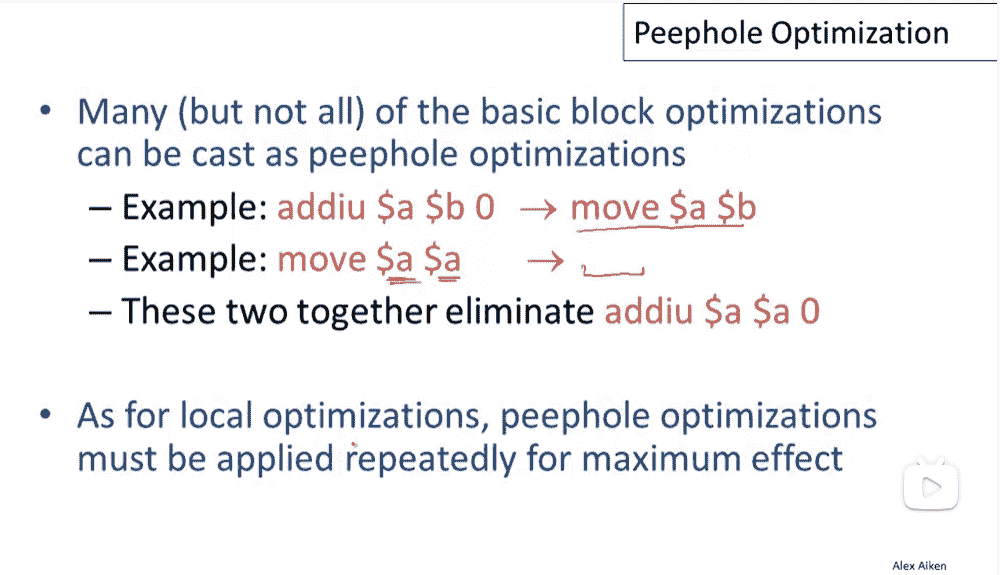 Peephole Optimization
• Many (but not all) of the basic block optimizations
can be cast as peephole optimizations
– Example: addiu $a $b 0 → move $a $b
– Example: move $a $a →
– These two together eliminate addiu $a $a 0
• As for local optimizations, peephole optimizations
must be applied repeatedly for maximum effect
Alex Aiken